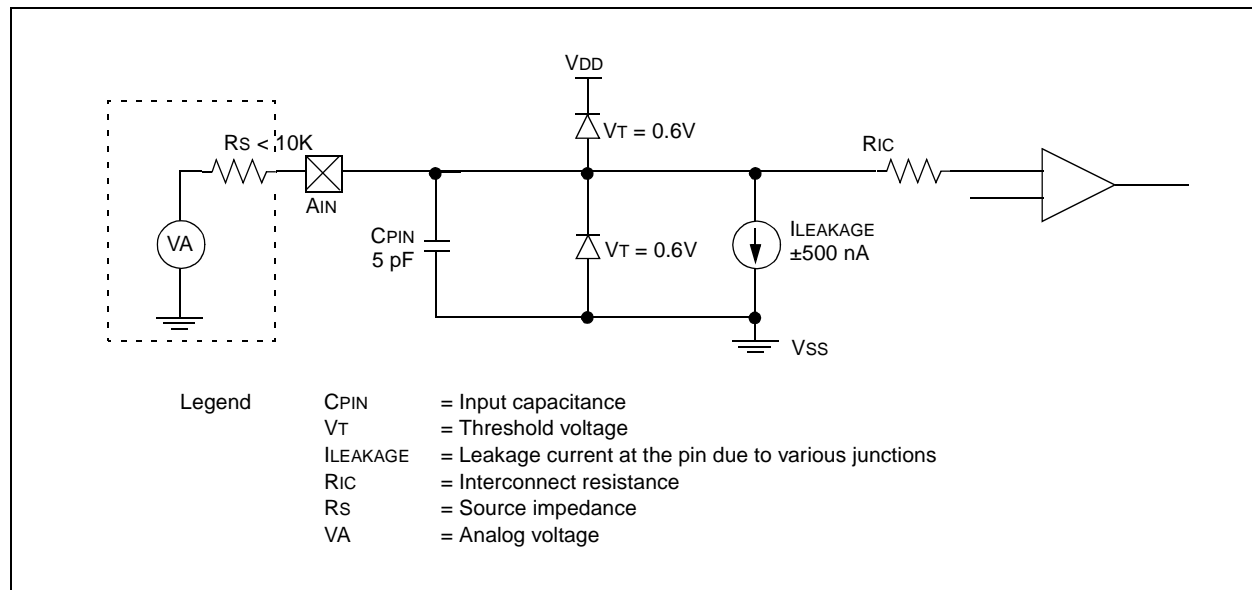 VDD
RS < 10K
VT = 0.6V
RIC
AIN
VA
CPIN
5 pF
VT = 0.6V
ILEAKAGE
±500 nA
VSS
Legend
CPIN = Input capacitance
VT = Threshold voltage
ILEAKAGE = Leakage current at the pin due to various junctions
RIC = Interconnect resistance
RS = Source impedance
VA = Analog voltage